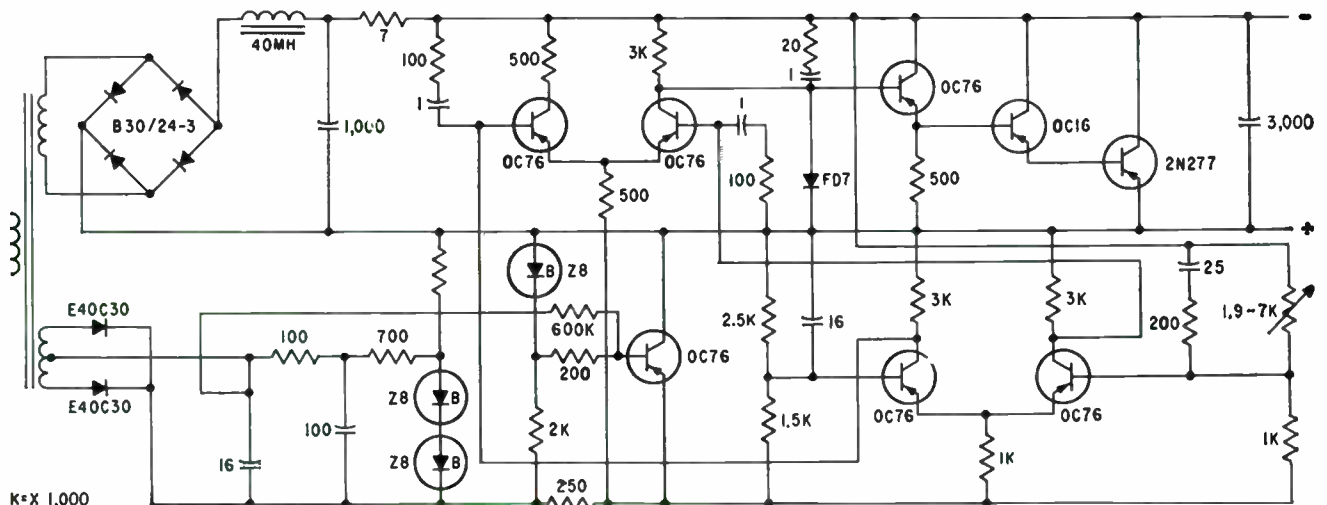 40MH
7
100
1
500
3K
20
1
B30/24-3
1,000
OC76
OC76
1
100
500
FD7
OC76
OC16
2N277
500
3,000
-
+
B
Z8
E40C30
100
700
600K
200
OC76
2.5K
16
3K
3K
25
200
1.9-7K
E40C30
16
100
Z8
B
Z8
B
2K
250
1.5K
OC76
OC76
1K
1K
K=X 1,000